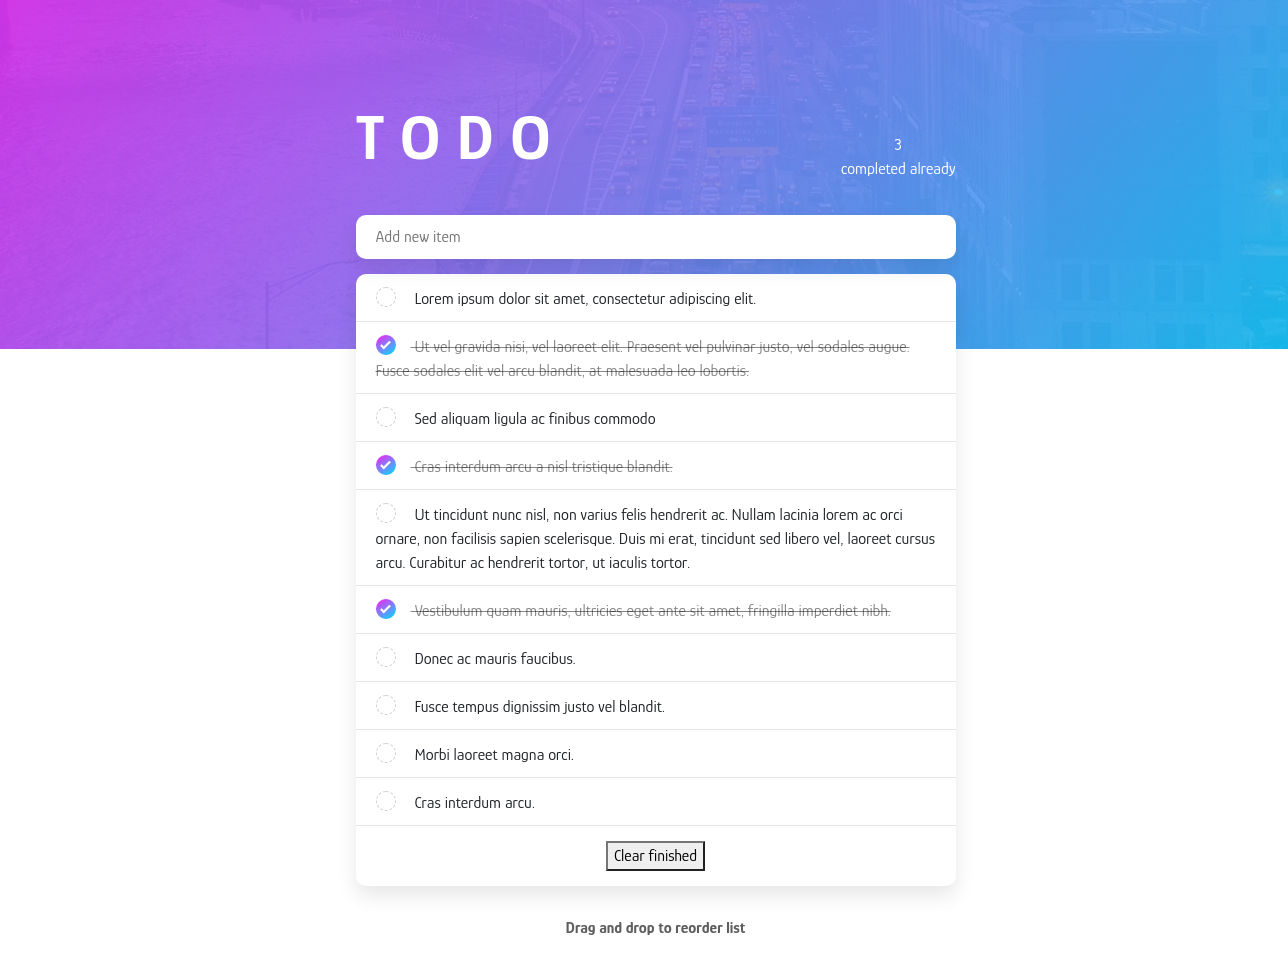 TODO
3
completed already
Add new item
Lorem ipsum dolor sit amet, consectetur adipiscing elit.
Ut vel gravida nisi, vel laoreet elit. Praesent vel pulvinar justo, vel sodales augue.
Fusce sodales elit vel arcu blandit, at malesuada leo lobortis.
Sed aliquam ligula ac finibus commodo
Cras interdum arcu a nisl tristique blandit.
Ut tincidunt nunc nisl, non varius felis hendrerit ac. Nullam lacinia lorem ac orci
ornare, non facilisis sapien scelerisque. Duis mi erat, tincidunt sed libero vel, laoreet cursus
arcu. Curabitur ac hendrerit tortor, ut iaculis tortor.
Vestibulum quam mauris, ultricies eget ante sit amet, fringilla imperdiet nibh.
Donec ac mauris faucibus.
Fusce tempus dignissim justo vel blandit.
Morbi laoreet magna orci.
Cras interdum arcu.
Clear finished
Drag and drop to reorder list